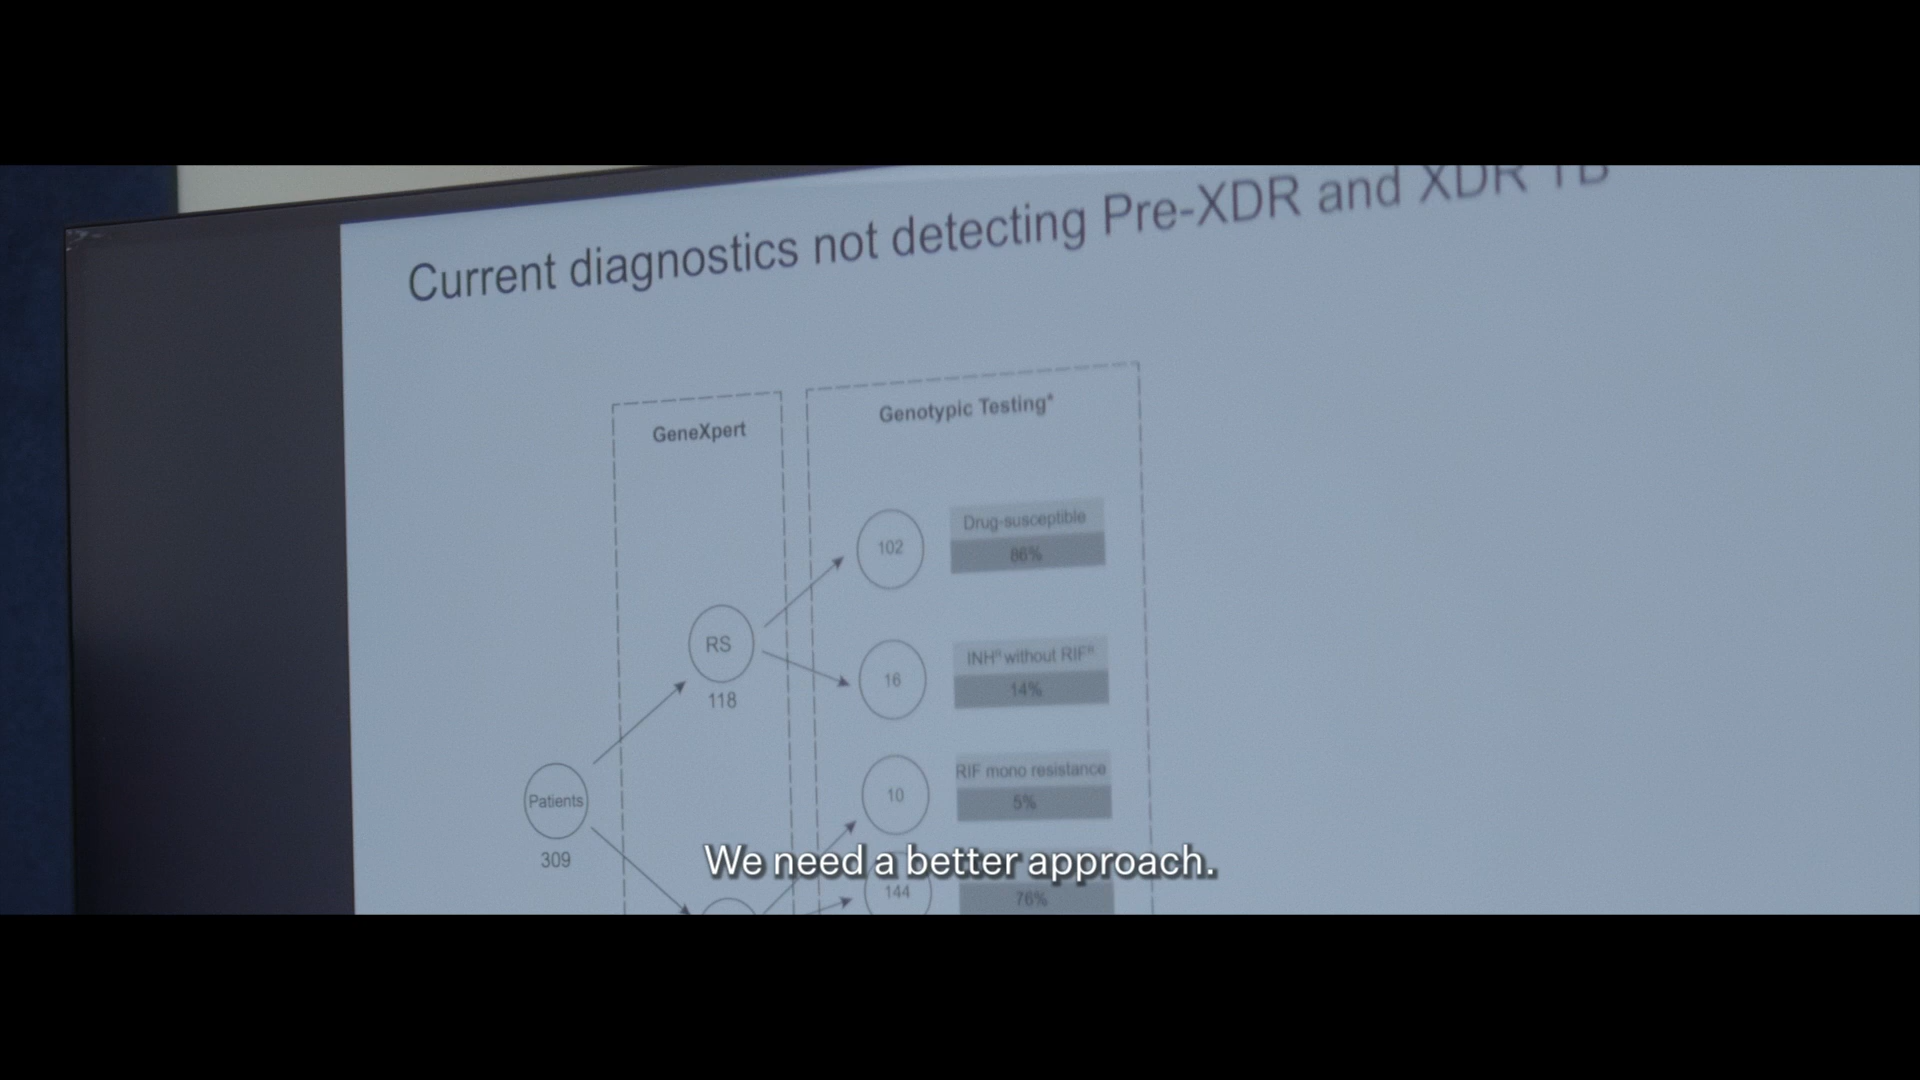 Current diagnostics not detecting Pre-XDR and XDR TB
GeneXpert
Genotypic Testing*
102
Drug-susceptible
86%
RS
118
16
INHᴿ without RIFᴿ
14%
10
RIF mono resistance
5%
Patients
309
144
76%
We need a better approach.